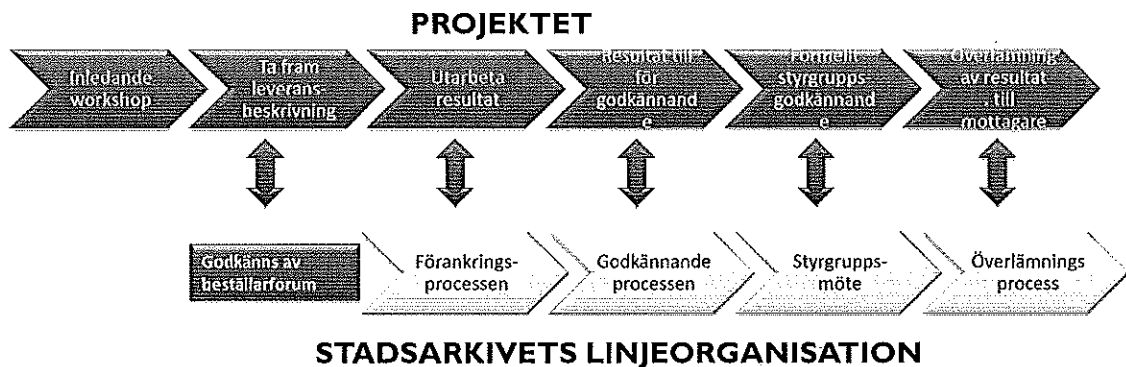 PROJEKTET
Inledande
workshop
Ta fram
leverans-
beskrivning
Utarbeta
resultat
Resultat till
för
godkännand
e
Formellt
styrgrupps-
godkännand
e
Överlämning
av resultat
till
mottagare
Godkänns av
beställarforum
Förankrings-
processen
Godkännande
processen
Styrgrupps-
möte
Överlämnings
process
STADSARKIVETS LINJEORGANISATION